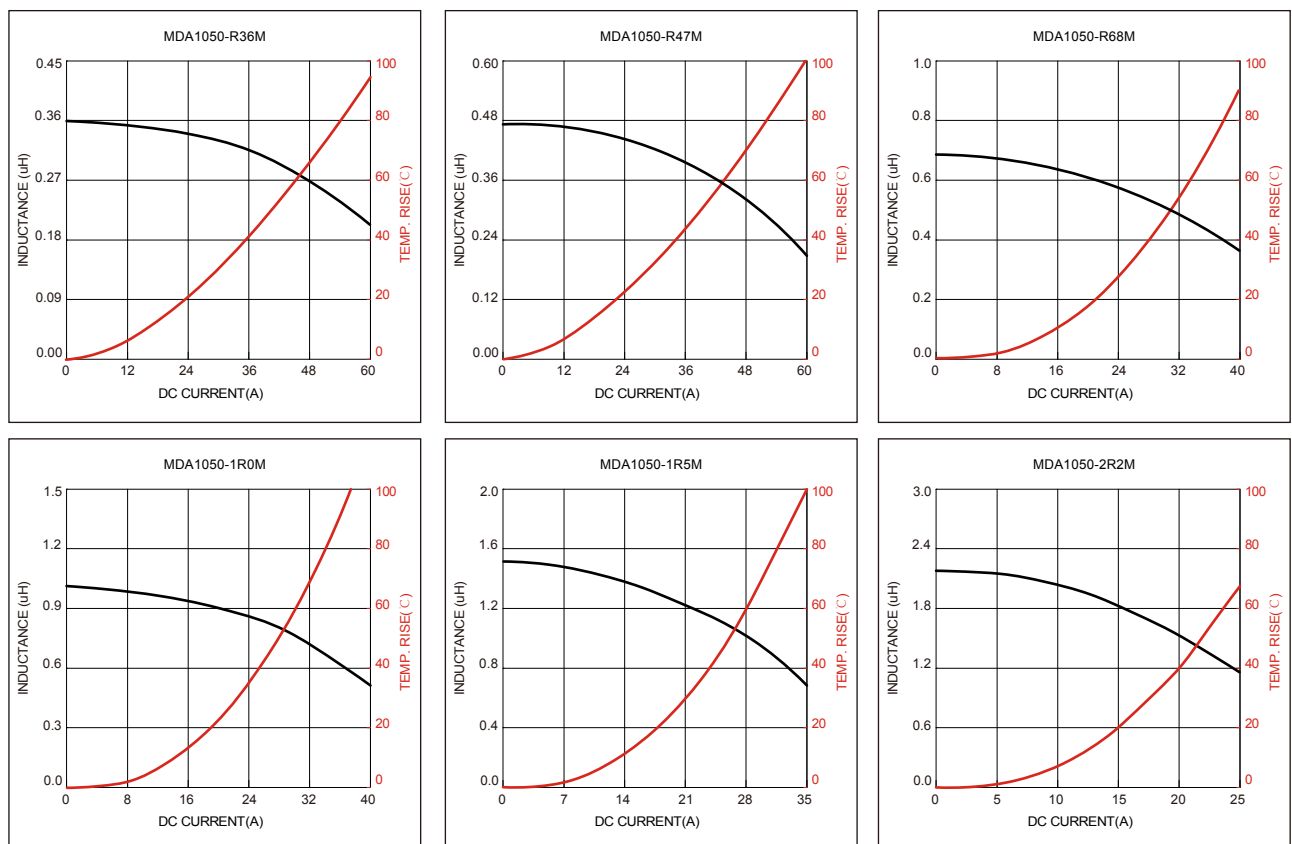 MDA1050-R36M
0.45
0.36
0.27
0.18
0.09
0.00
INDUCTANCE (uH)
100
80
60
40
20
0
TEMP. RISE(℃)
0 12 24 36 48 60
DC CURRENT(A)
MDA1050-R47M
0.60
0.48
0.36
0.24
0.12
0.00
INDUCTANCE (uH)
100
80
60
40
20
0
TEMP. RISE(℃)
0 12 24 36 48 60
DC CURRENT(A)
MDA1050-R68M
1.0
0.8
0.6
0.4
0.2
0.0
INDUCTANCE (uH)
100
80
60
40
20
0
TEMP. RISE(℃)
0 8 16 24 32 40
DC CURRENT(A)
MDA1050-1R0M
1.5
1.2
0.9
0.6
0.3
0.0
INDUCTANCE (uH)
100
80
60
40
20
0
TEMP. RISE(℃)
0 8 16 24 32 40
DC CURRENT(A)
MDA1050-1R5M
2.0
1.6
1.2
0.8
0.4
0.0
INDUCTANCE (uH)
100
80
60
40
20
0
TEMP. RISE(℃)
0 7 14 21 28 35
DC CURRENT(A)
MDA1050-2R2M
3.0
2.4
1.8
1.2
0.6
0.0
INDUCTANCE (uH)
100
80
60
40
20
0
TEMP. RISE(℃)
0 5 10 15 20 25
DC CURRENT(A)